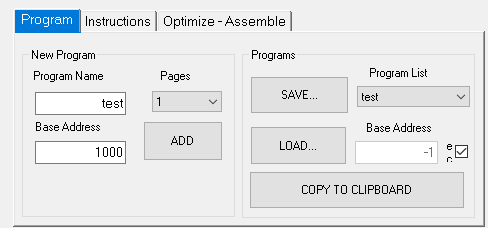 Program Instructions Optimize - Assemble
New Program
Program Name Pages
test 1
Base Address
1000 ADD
Programs
SAVE... Program List
test
LOAD... Base Address
-1 e
c
COPY TO CLIPBOARD